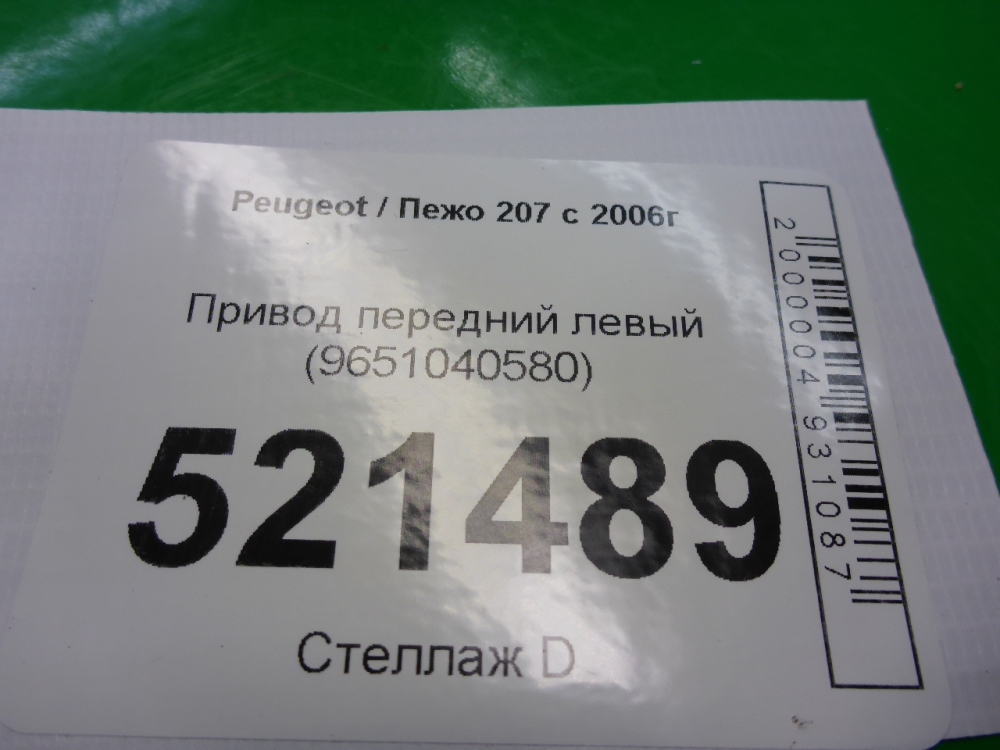 Peugeot / Пежо 207 с 2006г
Привод передний левый
(9651040580)
521489
Стеллаж D
2000004931087